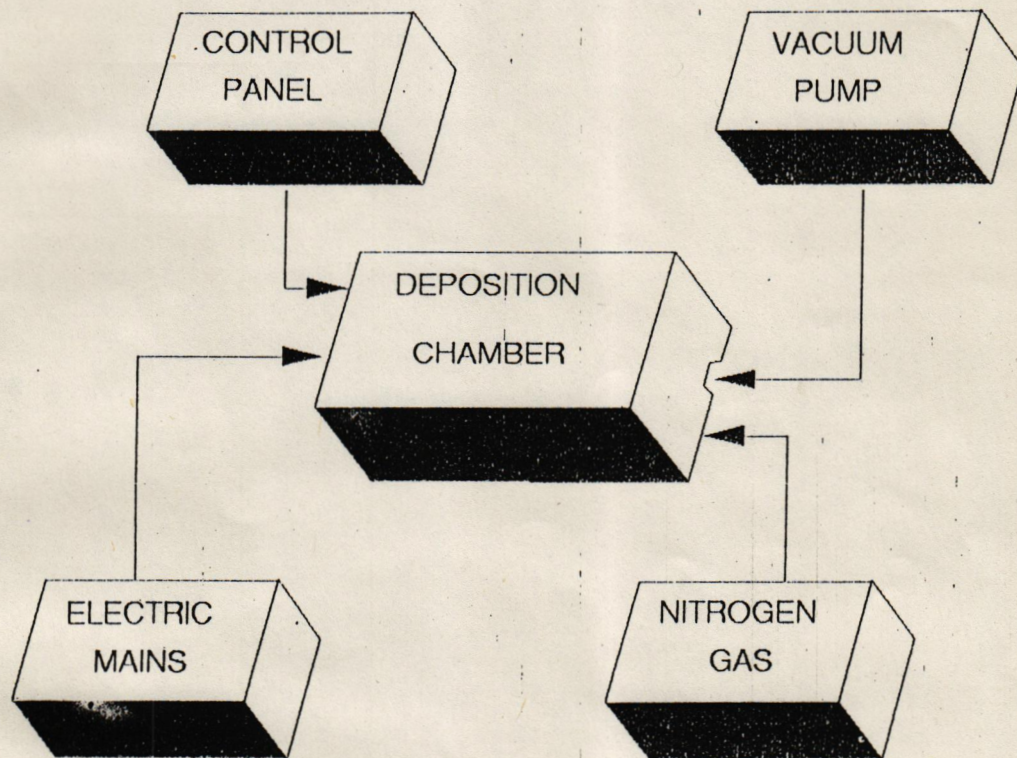 CONTROL
PANEL
VACUUM
PUMP
DEPOSITION
CHAMBER
ELECTRIC
MAINS
NITROGEN
GAS